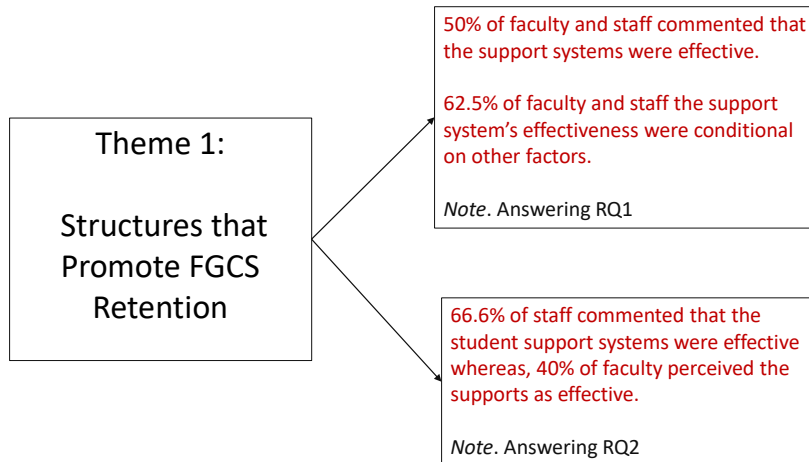 Theme 1:
Structures that
Promote FGCS
Retention
50% of faculty and staff commented that
the support systems were effective.
62.5% of faculty and staff the support
system's effectiveness were conditional
on other factors.
Note. Answering RQ1
66.6% of staff commented that the
student support systems were effective
whereas, 40% of faculty perceived the
supports as effective.
Note. Answering RQ2